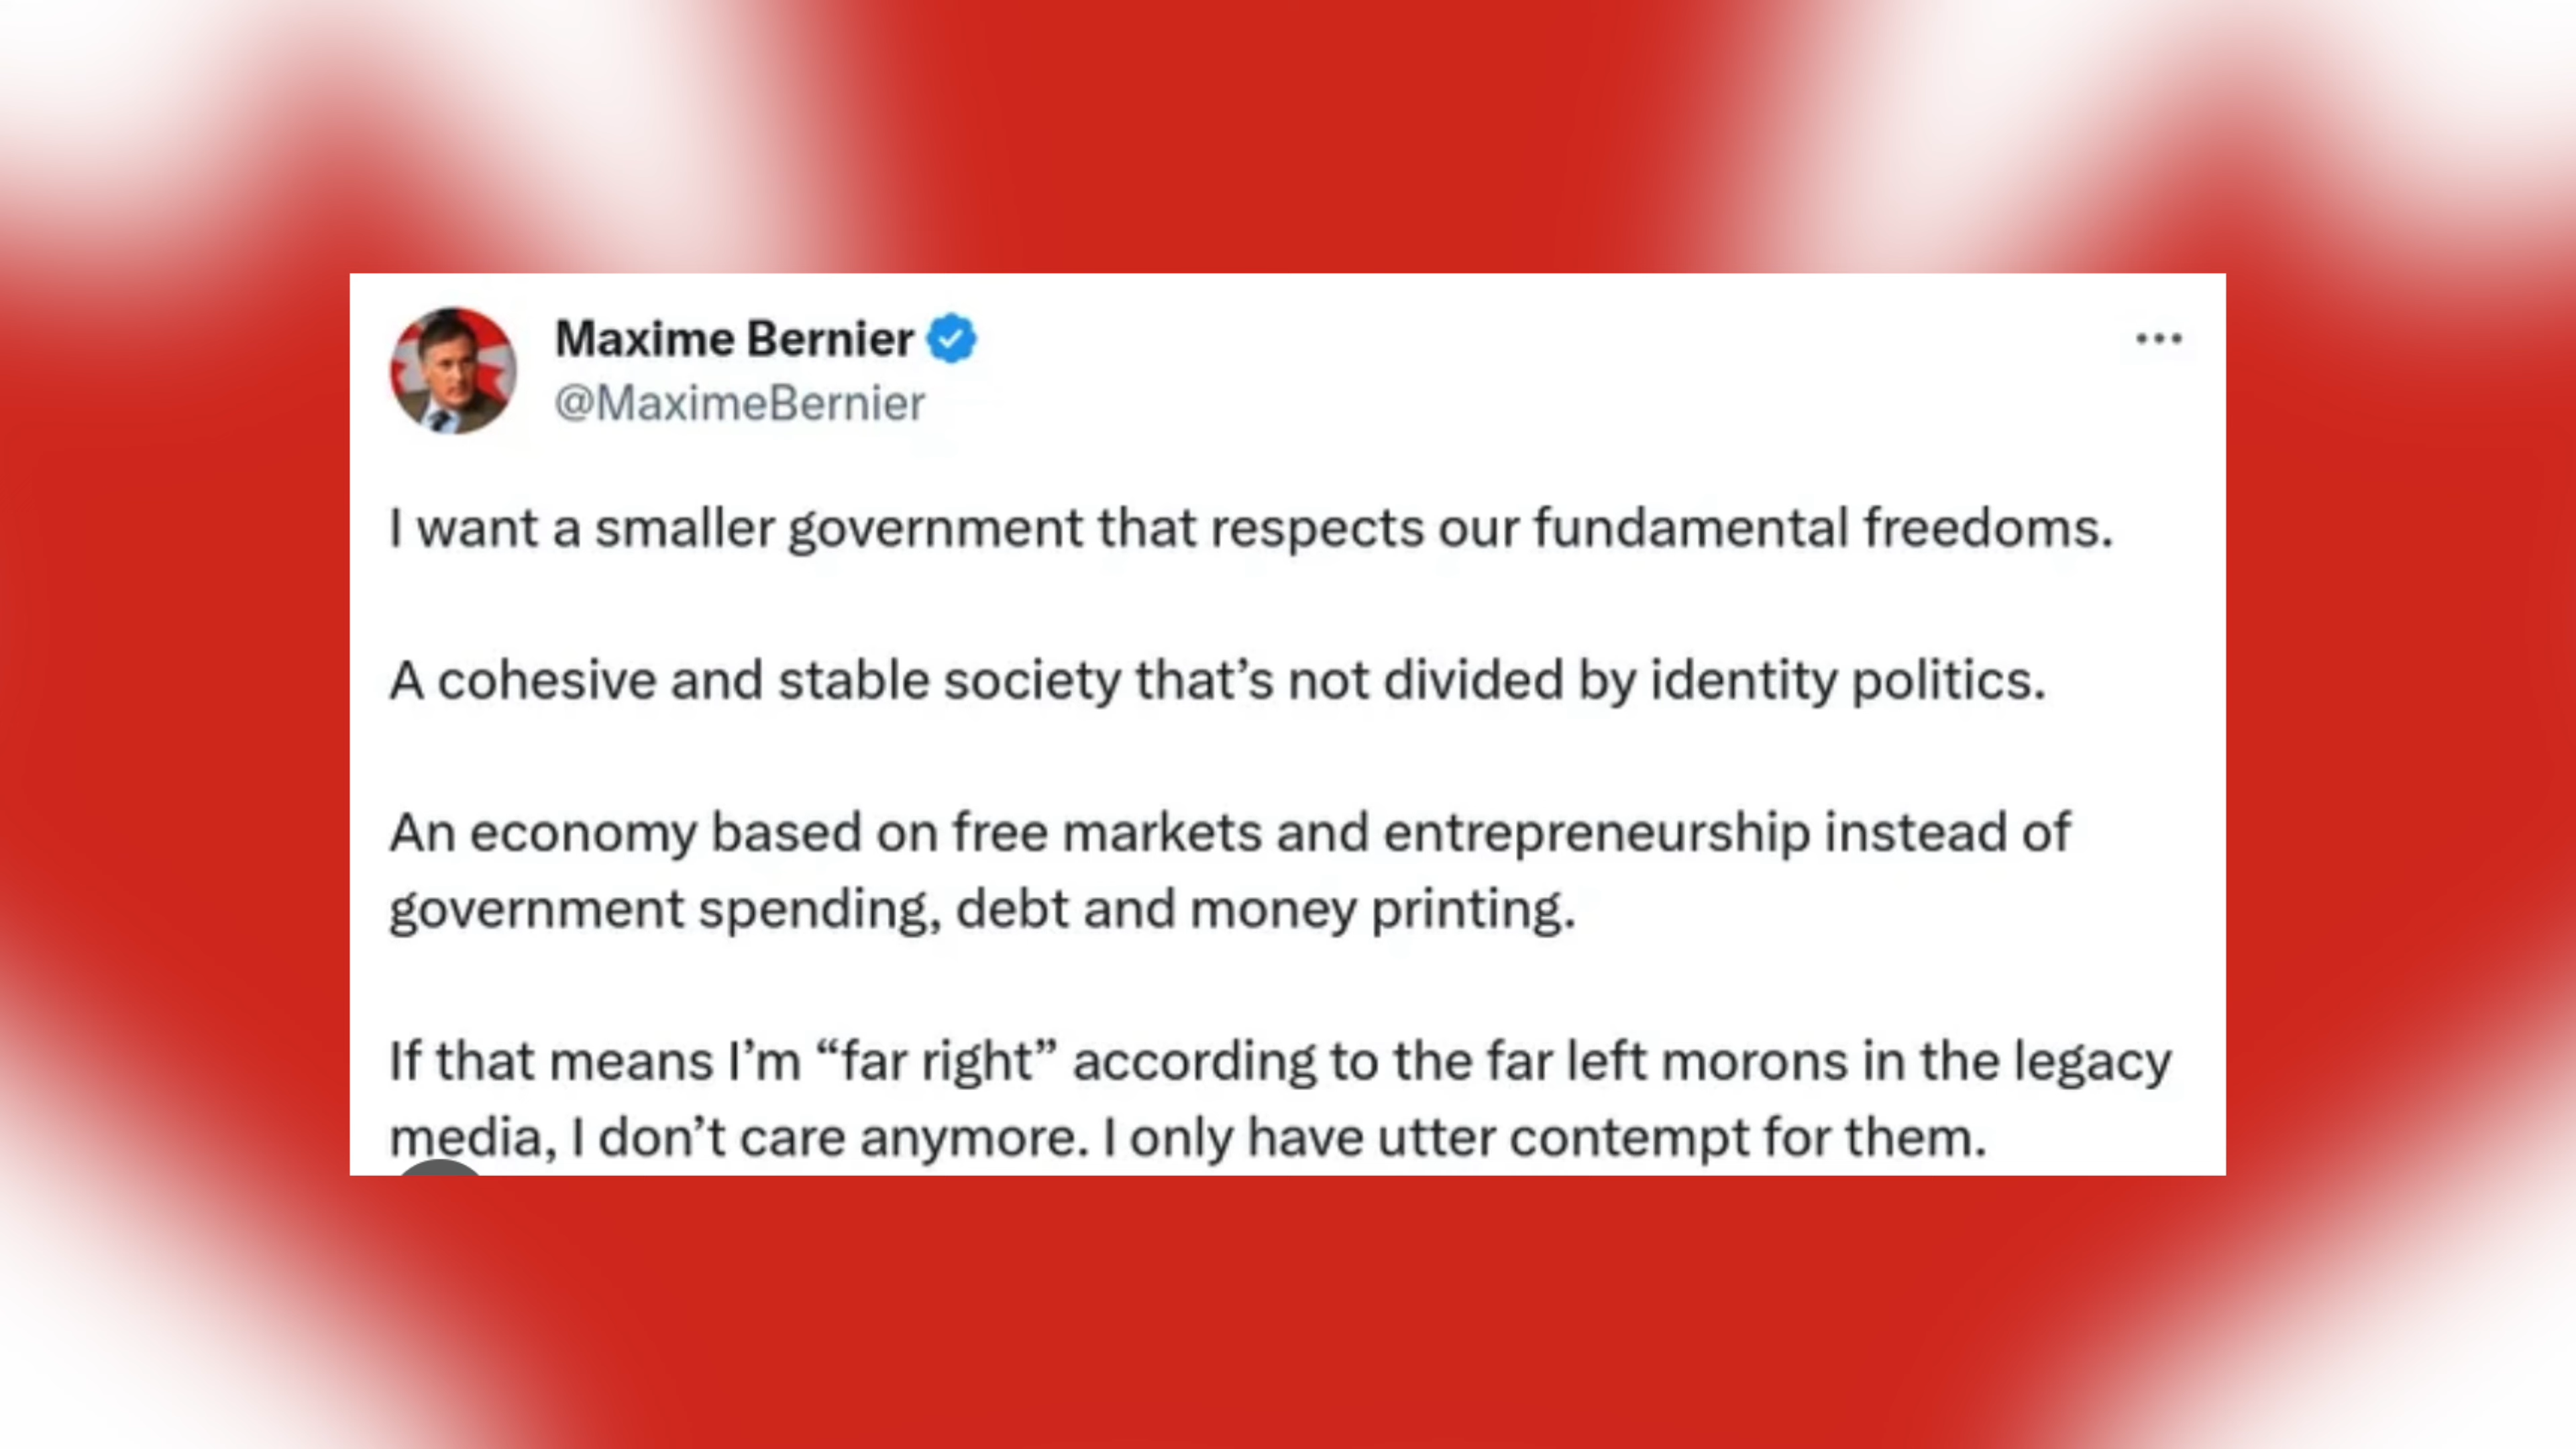 Maxime Bernier
@MaximeBernier
I want a smaller government that respects our fundamental freedoms.
A cohesive and stable society that’s not divided by identity politics.
An economy based on free markets and entrepreneurship instead of
government spending, debt and money printing.
If that means I’m “far right” according to the far left morons in the legacy
media, I don’t care anymore. I only have utter contempt for them.